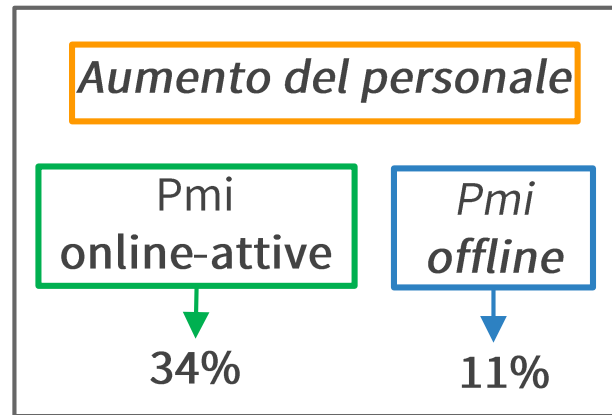 Aumento del personale
Pmi
online-attive
Pmi
offline
34%
11%